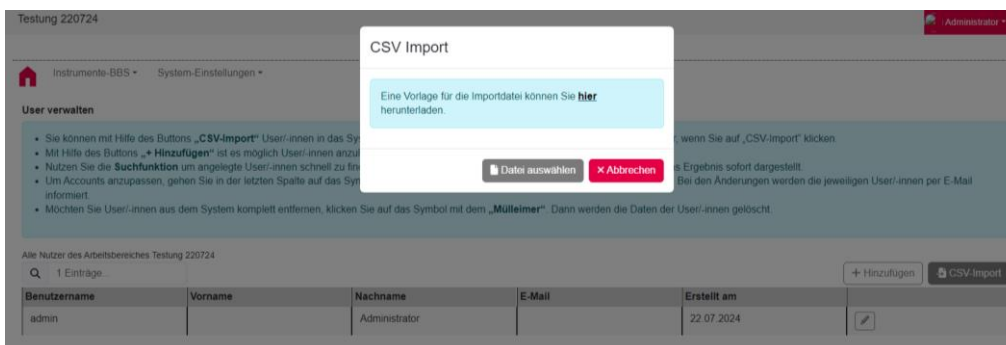 Testung 220724
Administrator
CSV Import
Instrumente-BBS
System-Einstellungen
Eine Vorlage für die Importdatei können Sie hier
herunterladen.
User verwalten
Sie können mit Hilfe des Buttons „CSV-Import" User/-innen in das Sy
, wenn Sie auf „CSV-Import" klicken.
Mit Hilfe des Buttons „+ Hinzufügen" ist es möglich User/-innen anzul
Nutzen Sie die Suchfunktion um angelegte User/-innen schnell zu fin
s Ergebnis sofort dargestellt.
Datei auswählen
Abbrechen
Um Accounts anzupassen, gehen Sie in der letzten Spalte auf das Syn
Bei den Änderungen werden die jeweiligen User/-innen per E-Mail
informiert.
Möchten Sie User/-innen aus dem System komplett entfernen, klicken Sie auf das Symbol mit dem „Mülleimer". Dann werden die Daten der User/-innen gelöscht.
Alle Nutzer des Arbeitsbereiches Testung 220724
1 Einträge...
+ Hinzufügen
CSV-Import
Benutzername Vorname Nachname E-Mail Erstellt am
admin Administrator 22.07.2024